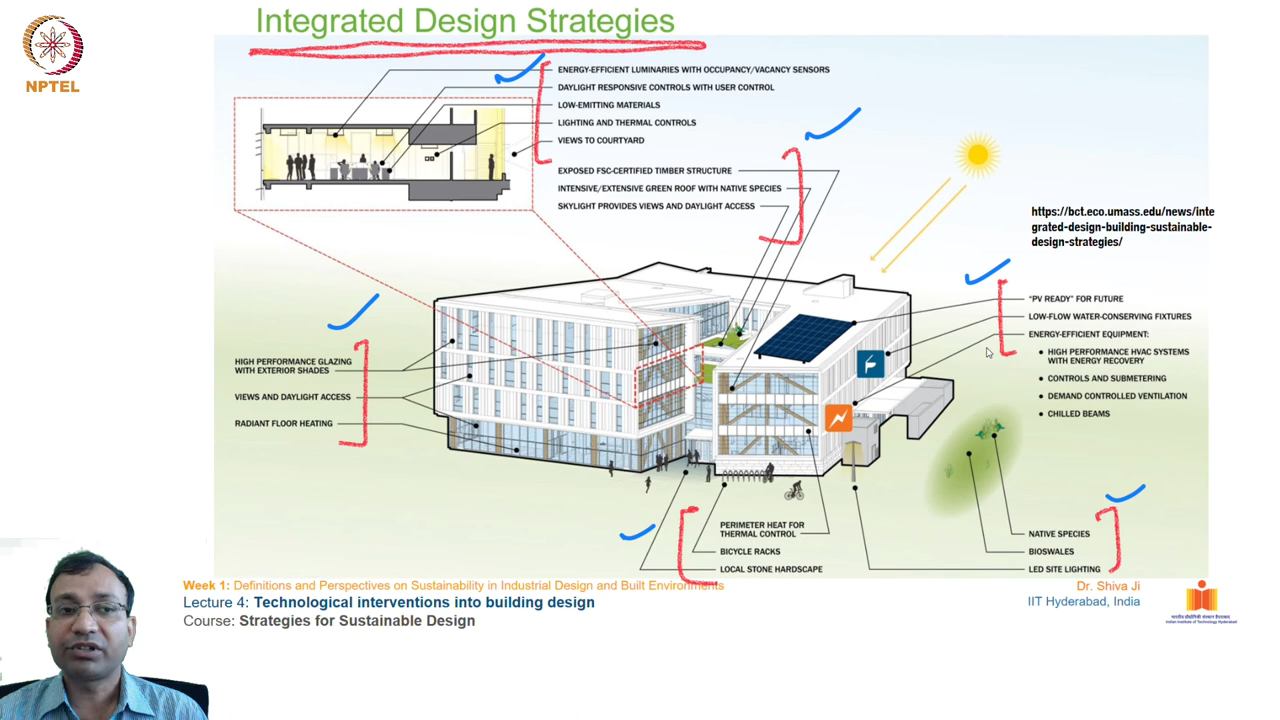 Integrated Design Strategies
NPTEL
ENERGY-EFFICIENT LUMINARIES WITH OCCUPANCY/VACANCY SENSORS
DAYLIGHT RESPONSIVE CONTROLS WITH USER CONTROL
LOW-EMITTING MATERIALS
LIGHTING AND THERMAL CONTROLS
VIEWS TO COURTYARD
EXPOSED FSC-CERTIFIED TIMBER STRUCTURE
INTENSIVE/EXTENSIVE GREEN ROOF WITH NATIVE SPECIES
SKYLIGHT PROVIDES VIEWS AND DAYLIGHT ACCESS
https://bct.eco.umass.edu/news/inte
grated-design-building-sustainable-
design-strategies/
"PV READY" FOR FUTURE
LOW-FLOW WATER-CONSERVING FIXTURES
ENERGY-EFFICIENT EQUIPMENT:
• HIGH PERFORMANCE HVAC SYSTEMS
WITH ENERGY RECOVERY
• CONTROLS AND SUBMETERING
• DEMAND CONTROLLED VENTILATION
• CHILLED BEAMS
HIGH PERFORMANCE GLAZING
WITH EXTERIOR SHADES
VIEWS AND DAYLIGHT ACCESS
RADIANT FLOOR HEATING
PERIMETER HEAT FOR
THERMAL CONTROL
BICYCLE RACKS
LOCAL STONE HARDSCAPE
NATIVE SPECIES
BIOSWALES
LED SITE LIGHTING
Week 1: Definitions and Perspectives on Sustainability in Industrial Design and Built Environments
Lecture 4: Technological interventions into building design
Course: Strategies for Sustainable Design
Dr. Shiva Ji
IIT Hyderabad, India
भारतीय प्रौद्योगिकी संस्थान हैदराबाद
Indian Institute of Technology Hyderabad